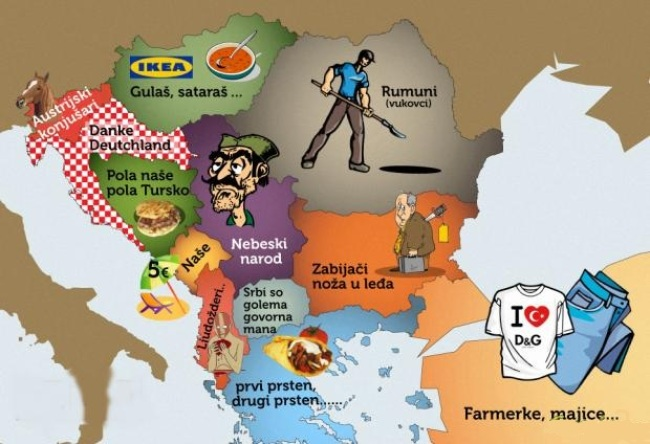 IKEA
Gulaš, sataraš ...
Rumuni
(vukovci)
Austrijski
konjušari
Danke
Deutchland
Pola naše
pola Tursko
Nebeski
narod
Naše
5€
Zabijači
noža u leđa
Ljudožderi..
Srbi so
golema
govorna
mana
prvi prsten,
drugi prsten......
I
D&G
Farmerke, majice...